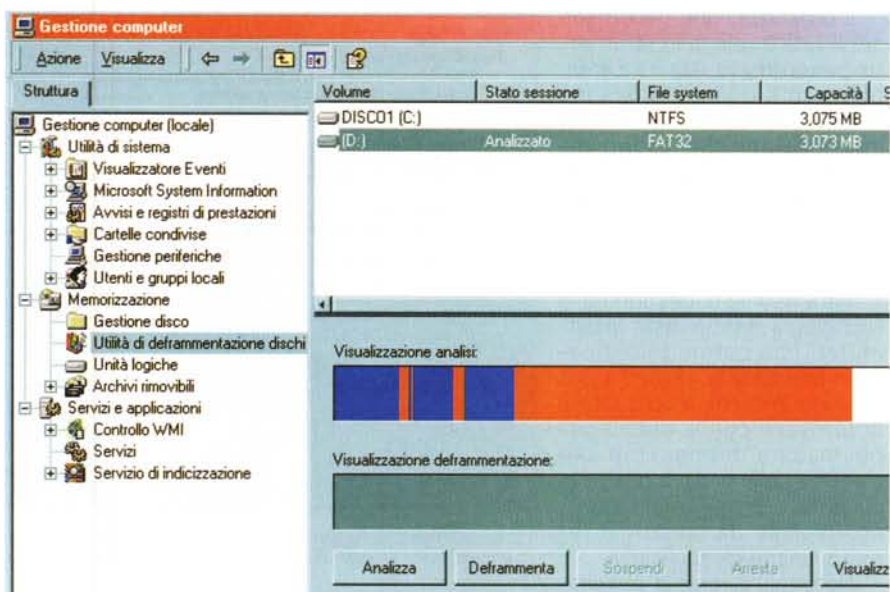 Gestione computer
Azione Visualizza
Struttura
Gestione computer (locale)
Utilità di sistema
Visualizzatore Eventi
Microsoft System Information
Avvisi e registri di prestazioni
Cartelle condivise
Gestione periferiche
Utenti e gruppi locali
Memorizzazione
Gestione disco
Utilità di deframmentazione dischi
Unità logiche
Archivi rimovibili
Servizi e applicazioni
Controllo WMI
Servizi
Servizio di indicizzazione
Volume Stato sessione File system Capacità S
DISCO1 (C:) NTFS 3,075 MB
(D:) Analizzato FAT32 3,073 MB
Visualizzazione analisi:
Visualizzazione deframmentazione:
Analizza Deframmenta Sospendi Arresta Visualizz